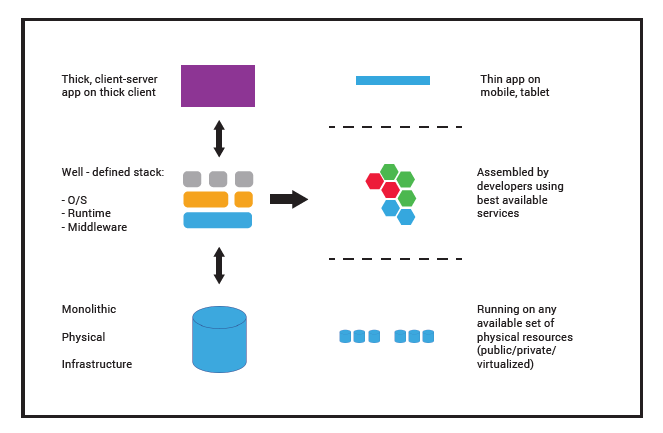 Thick, client-server
app on thick client
Thin app on
mobile, tablet
Well - defined stack:
- O/S
- Runtime
- Middleware
Assembled by
developers using
best available
services
Monolithic
Physical
Infrastructure
Running on any
available set of
physical resources
(public/private/
virtualized)